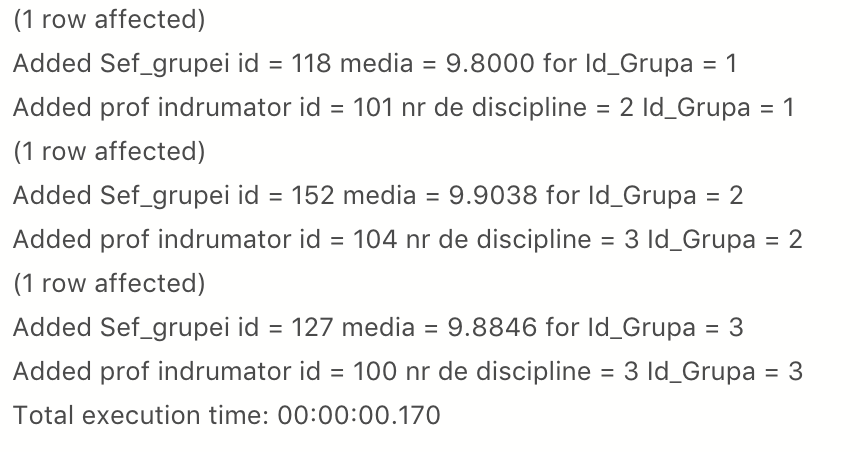 (1 row affected)
Added Sef_grupei id = 118 media = 9.8000 for Id_Grupa = 1
Added prof indrumator id = 101 nr de discipline = 2 Id_Grupa = 1
(1 row affected)
Added Sef_grupei id = 152 media = 9.9038 for Id_Grupa = 2
Added prof indrumator id = 104 nr de discipline = 3 Id_Grupa = 2
(1 row affected)
Added Sef_grupei id = 127 media = 9.8846 for Id_Grupa = 3
Added prof indrumator id = 100 nr de discipline = 3 Id_Grupa = 3
Total execution time: 00:00:00.170